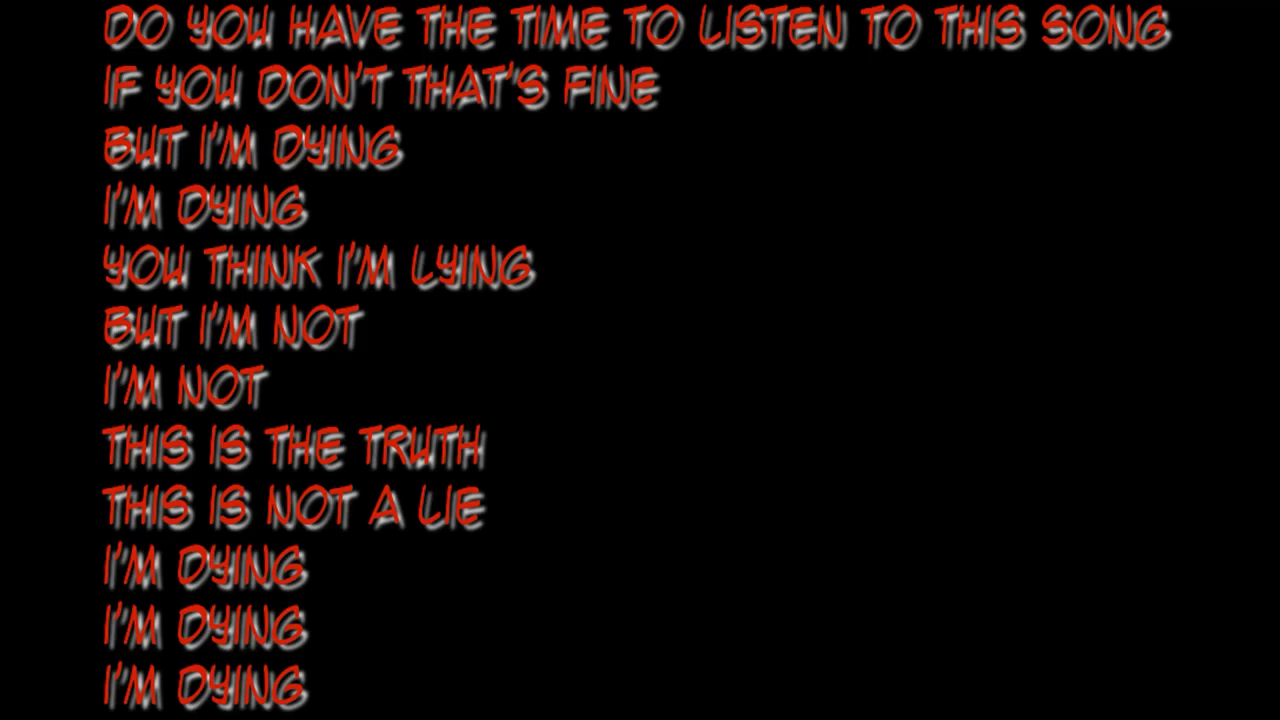 DO YOU HAVE THE TIME TO LISTEN TO THIS SONG
IF YOU DON'T THAT'S FINE
BUT I'M DYING
I'M DYING
YOU THINK I'M LYING
BUT I'M NOT
I'M NOT
THIS IS THE TRUTH
THIS IS NOT A LIE
I'M DYING
I'M DYING
I'M DYING